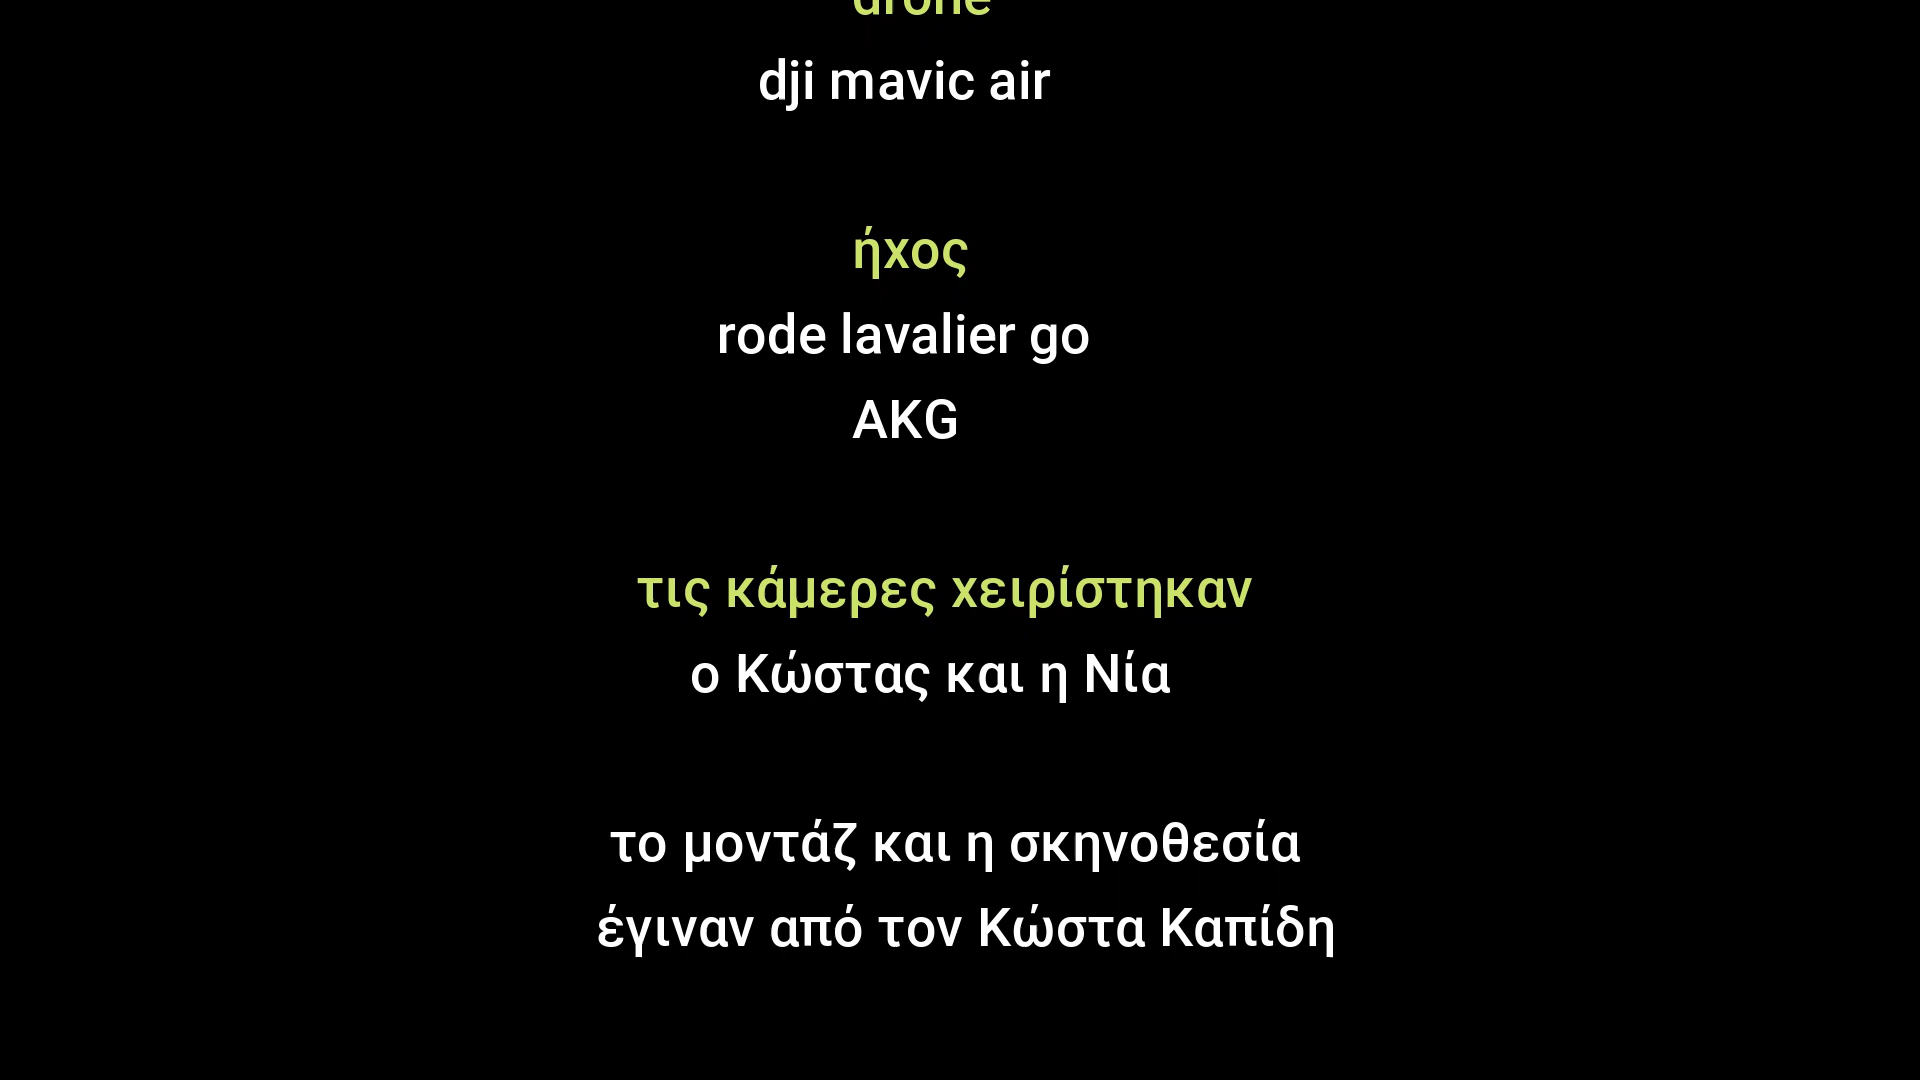 drone
dji mavic air
ήχος
rode lavalier go
AKG
τις κάμερες χειρίστηκαν
ο Κώστας και η Νία
το μοντάζ και η σκηνοθεσία
έγιναν από τον Κώστα Καπίδη